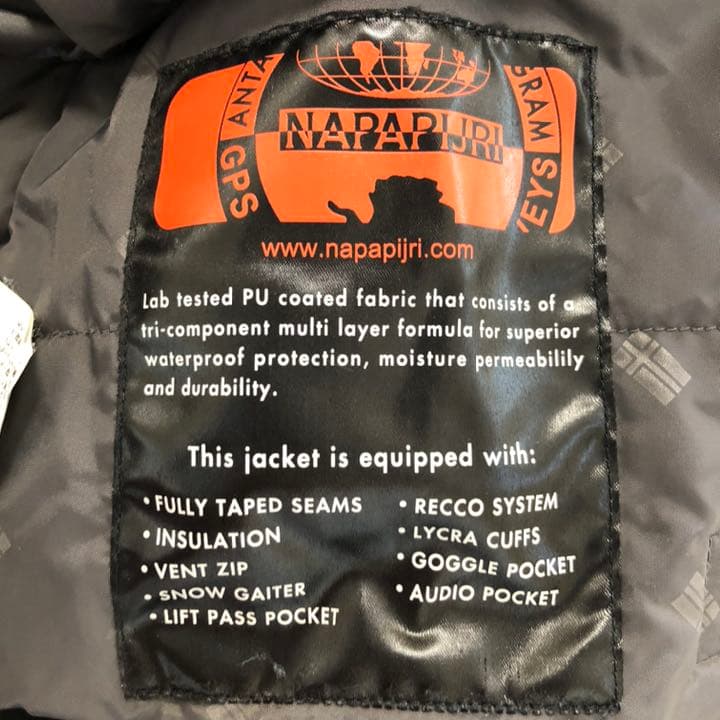 ANTA
GPS
NAPAPIJRI
GRAM
EYS
www.napapijri.com
Lab tested PU coated fabric that consists of a
tri-component multi layer formula for superior
waterproof protection, moisture permeabilily
and durability.
This jacket is equipped with:
• FULLY TAPED SEAMS
• INSULATION
• VENT ZIP
• SNOW GAITER
• LIFT PASS POCKET
• RECCO SYSTEM
• LYCRA CUFFS
• GOGGLE POCKET
• AUDIO POCKET